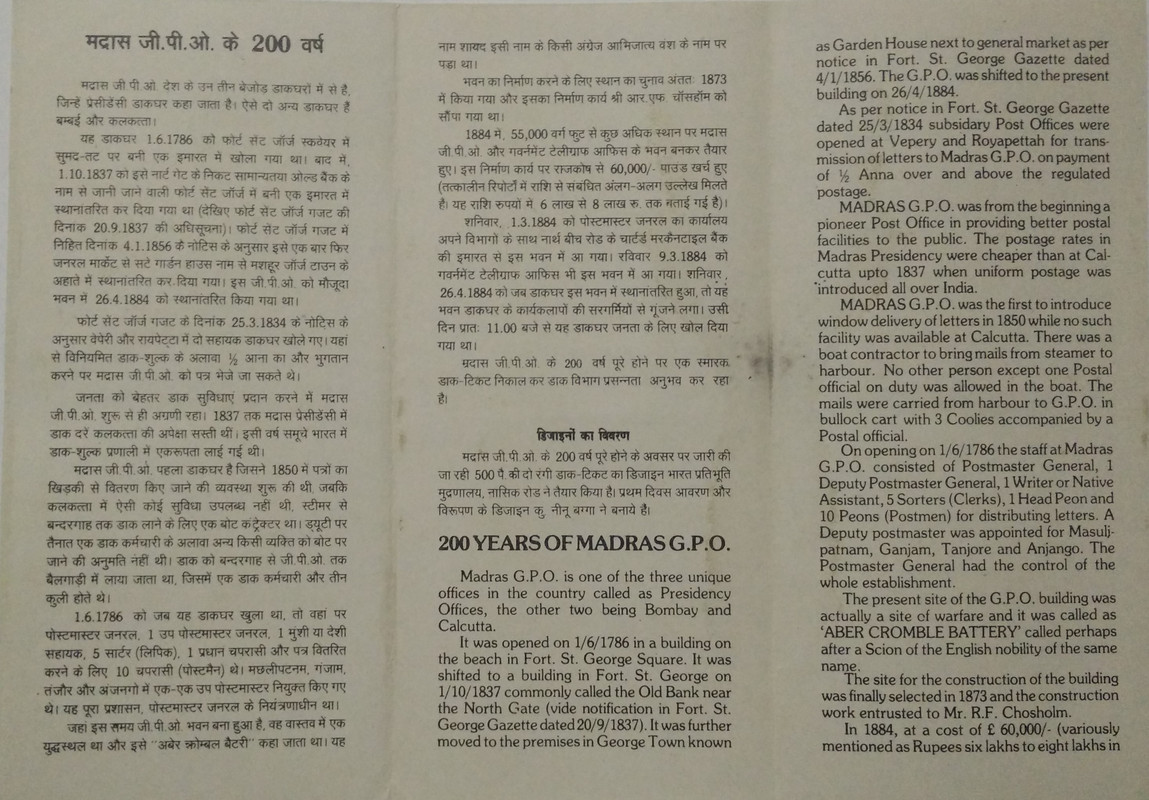 मद्रास जी.पी.ओ. के 200 वर्ष
मद्रास जी.पी.ओ. देश के उन तीन बेजोड़ डाकघरों में से है,
जिन्हें प्रेसीडेंसी डाकघर कहा जाता है। ऐसे दो अन्य डाकघर हैं
बम्बई और कलकत्ता।
यह डाकघर 1.6.1786 को फोर्ट सेंट जॉर्ज स्कवेयर में
सुमद्र-तट पर बनी एक इमारत में खोला गया था। बाद में,
1.10.1837 को इसे नार्ट गेट के निकट सामान्यतया ओल्ड बैंक के
नाम से जानी जाने वाली फोर्ट सेंट जॉर्ज में बनी एक इमारत में
स्थानांतरित कर दिया गया था (देखिए फोर्ट सेंट जॉर्ज गजट की
दिनांक 20.9.1837 की अधिसूचना)। फोर्ट सेंट जॉर्ज गजट में
निहित दिनांक 4.1.1856 के नोटिस के अनुसार इसे एक बार फिर
जनरल मार्केट से सटे गार्डन हाउस नाम से मशहूर जॉर्ज टाउन के
अहाते में स्थानांतरित कर दिया गया। इस जी.पी.ओ. को मौजूदा
भवन में 26.4.1884 को स्थानांतरित किया गया था।
फोर्ट सेंट जॉर्ज गजट के दिनांक 25.3.1834 के नोटिस के
अनुसार वेपेरी और रायपेट्टा में दो सहायक डाकघर खोले गए। यहां
से विनियमित डाक-शुल्क के अलावा ½ आना का और भुगतान
करने पर मद्रास जी.पी.ओ. को पत्र भेजे जा सकते थे।
जनता को बेहतर डाक सुविधाएं प्रदान करने में मद्रास
जी.पी.ओ. शुरू से ही अग्रणी रहा। 1837 तक मद्रास प्रेसीडेंसी में
डाक दरें कलकत्ता की अपेक्षा सस्ती थीं। इसी वर्ष समूचे भारत में
डाक-शुल्क प्रणाली में एकरूपता लाई गई थी।
मद्रास जी.पी.ओ. पहला डाकघर है जिसने 1850 में पत्रों का
खिड़की से वितरण किए जाने की व्यवस्था शुरू की थी, जबकि
कलकत्ता में ऐसी कोई सुविधा उपलब्ध नहीं थी, स्टीमर से
बन्दरगाह तक डाक लाने के लिए एक बोट कंट्रैक्टर था। ड्यूटी पर
तैनात एक डाक कर्मचारी के अलावा अन्य किसी व्यक्ति को बोट पर
जाने की अनुमति नहीं थी। डाक को बन्दरगाह से जी.पी.ओ. तक
बैलगाड़ी में लाया जाता था, जिसमें एक डाक कर्मचारी और तीन
कुली होते थे।
1.6.1786 को जब यह डाकघर खुला था, तो वहां पर
पोस्टमास्टर जनरल, 1 उप पोस्टमास्टर जनरल, 1 मुंशी या देशी
सहायक, 5 सार्टर (लिपिक), 1 प्रधान चपरासी और पत्र वितरित
करने के लिए 10 चपरासी (पोस्टमैन) थे। मछलीपटनम, गंजाम,
तंजौर और अंजनगो में एक-एक उप पोस्टमास्टर नियुक्त किए गए
थे। यह पूरा प्रशासन, पोस्टमास्टर जनरल के नियंत्रणाधीन था।
जहां इस समय जी.पी.ओ. भवन बना हुआ है, वह वास्तव में एक
युद्धस्थल था और इसे "अबेर क्रोम्बल बैटरी" कहा जाता था। यह
नाम शायद इसी नाम के किसी अंग्रेज आभिजात्य वंश के नाम पर
पड़ा था।
भवन का निर्माण करने के लिए स्थान का चुनाव अंततः 1873
में किया गया और इसका निर्माण कार्य श्री आर.एफ. चॉसहॉम को
सौंपा गया था।
1884 में, 55,000 वर्ग फुट से कुछ अधिक स्थान पर मद्रास
जी.पी.ओ. और गवर्नमेंट टेलीग्राफ आफिस के भवन बनकर तैयार
हुए। इस निर्माण कार्य पर राजकोष से 60,000/- पाउंड खर्च हुए
(तत्कालीन रिपोर्टों में राशि से संबंधित अलग-अलग उल्लेख मिलते
हैं। यह राशि रुपयों में 6 लाख से 8 लाख रु. तक बताई गई है)।
शनिवार, 1.3.1884 को पोस्टमास्टर जनरल का कार्यालय
अपने विभागों के साथ नार्थ बीच रोड के चार्टर्ड मरकैनटाइल बैंक
की इमारत से इस भवन में आ गया। रविवार 9.3.1884 को
गवर्नमेंट टेलीग्राफ आफिस भी इस भवन में आ गया। शनिवार,
26.4.1884 को जब डाकघर इस भवन में स्थानांतरित हुआ, तो यह
भवन डाकघर के कार्यकलापों की सरगर्मियों से गूंजने लगा। उसी
दिन प्रातः 11.00 बजे से यह डाकघर जनता के लिए खोल दिया
गया था।
मद्रास जी.पी.ओ. के 200 वर्ष पूरे होने पर एक स्मारक
डाक-टिकट निकाल कर डाक विभाग प्रसन्नता अनुभव कर रहा
है।
डिजाइनों का विवरण
मद्रास जी.पी.ओ. के 200 वर्ष पूरे होने के अवसर पर जारी की
जा रही 500 पै. की दो रंगी डाक-टिकट का डिजाइन भारत प्रतिभूति
मुद्रणालय, नासिक रोड ने तैयार किया है। प्रथम दिवस आवरण और
विरूपण के डिजाइन कु. नीनू बग्गा ने बनाये हैं।
200 YEARS OF MADRAS G.P.O.
Madras G.P.O. is one of the three unique
offices in the country called as Presidency
Offices, the other two being Bombay and
Calcutta.
It was opened on 1/6/1786 in a building on
the beach in Fort. St. George Square. It was
shifted to a building in Fort. St. George on
1/10/1837 commonly called the Old Bank near
the North Gate (vide notification in Fort. St.
George Gazette dated 20/9/1837). It was further
moved to the premises in George Town known
as Garden House next to general market as per
notice in Fort. St. George Gazette dated
4/1/1856. The G.P.O. was shifted to the present
building on 26/4/1884.
As per notice in Fort. St. George Gazette
dated 25/3/1834 subsidary Post Offices were
opened at Vepery and Royapettah for trans-
mission of letters to Madras G.P.O. on payment
of ½ Anna over and above the regulated
postage.
MADRAS G.P.O. was from the beginning a
pioneer Post Office in providing better postal
facilities to the public. The postage rates in
Madras Presidency were cheaper than at Cal-
cutta upto 1837 when uniform postage was
introduced all over India.
MADRAS G.P.O. was the first to introduce
window delivery of letters in 1850 while no such
facility was available at Calcutta. There was a
boat contractor to bring mails from steamer to
harbour. No other person except one Postal
official on duty was allowed in the boat. The
mails were carried from harbour to G.P.O. in
bullock cart with 3 Coolies accompanied by a
Postal official.
On opening on 1/6/1786 the staff at Madras
G.P.O. consisted of Postmaster General, 1
Deputy Postmaster General, 1 Writer or Native
Assistant, 5 Sorters (Clerks), 1 Head Peon and
10 Peons (Postmen) for distributing letters. A
Deputy postmaster was appointed for Masulj-
patnam, Ganjam, Tanjore and Anjango. The
Postmaster General had the control of the
whole establishment.
The present site of the G.P.O. building was
actually a site of warfare and it was called as
'ABER CROMBLE BATTERY' called perhaps
after a Scion of the English nobility of the same
name.
The site for the construction of the building
was finally selected in 1873 and the construction
work entrusted to Mr. R.F. Chosholm.
In 1884, at a cost of £ 60,000/- (variously
mentioned as Rupees six lakhs to eight lakhs in